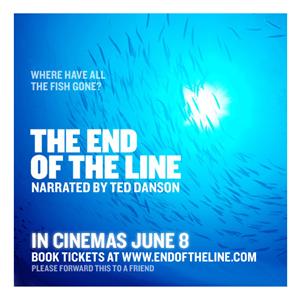 WHERE HAVE ALL
THE FISH GONE?
THE END
OF THE LINE
NARRATED BY TED DANSON
IN CINEMAS JUNE 8
BOOK TICKETS AT WWW.ENDOFTHELINE.COM
PLEASE FORWARD THIS TO A FRIEND